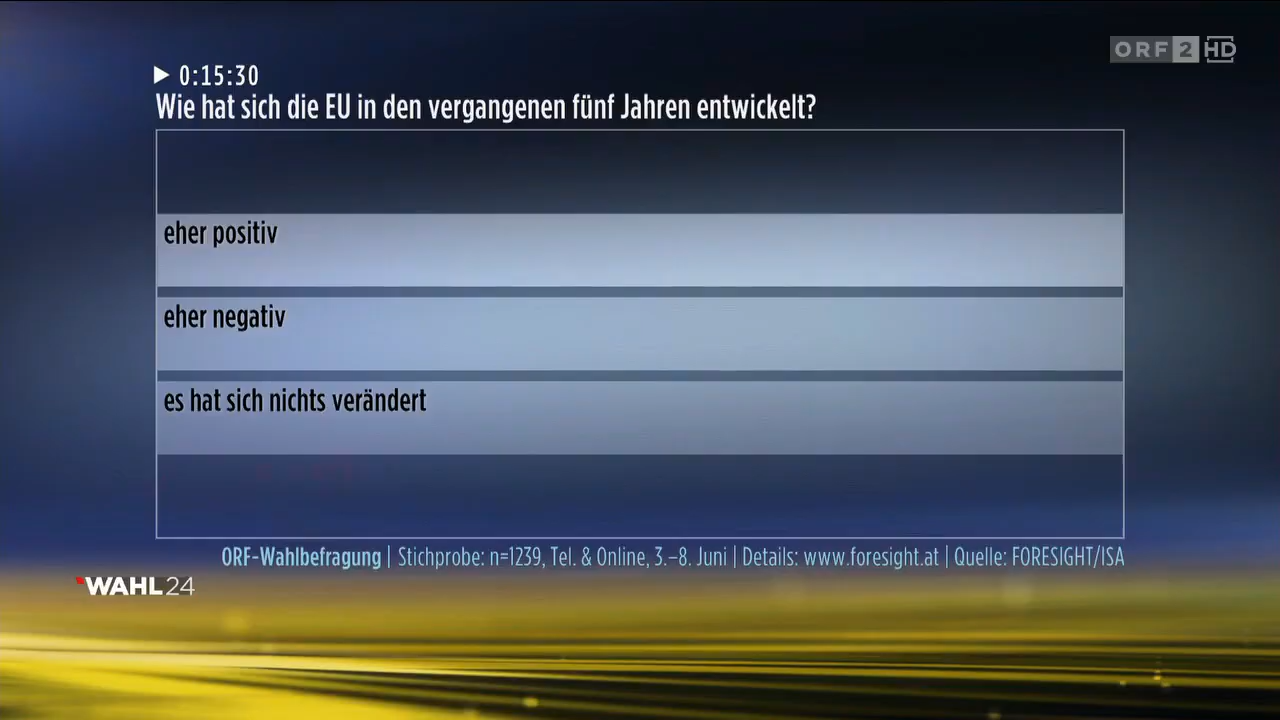 ORF 2 HD
0:15:30
Wie hat sich die EU in den vergangenen fünf Jahren entwickelt?
eher positiv
eher negativ
es hat sich nichts verändert
ORF-Wahlbefragung | Stichprobe: n=1239, Tel. & Online, 3.–8. Juni | Details: www.foresight.at | Quelle: FORESIGHT/ISA
WAHL24